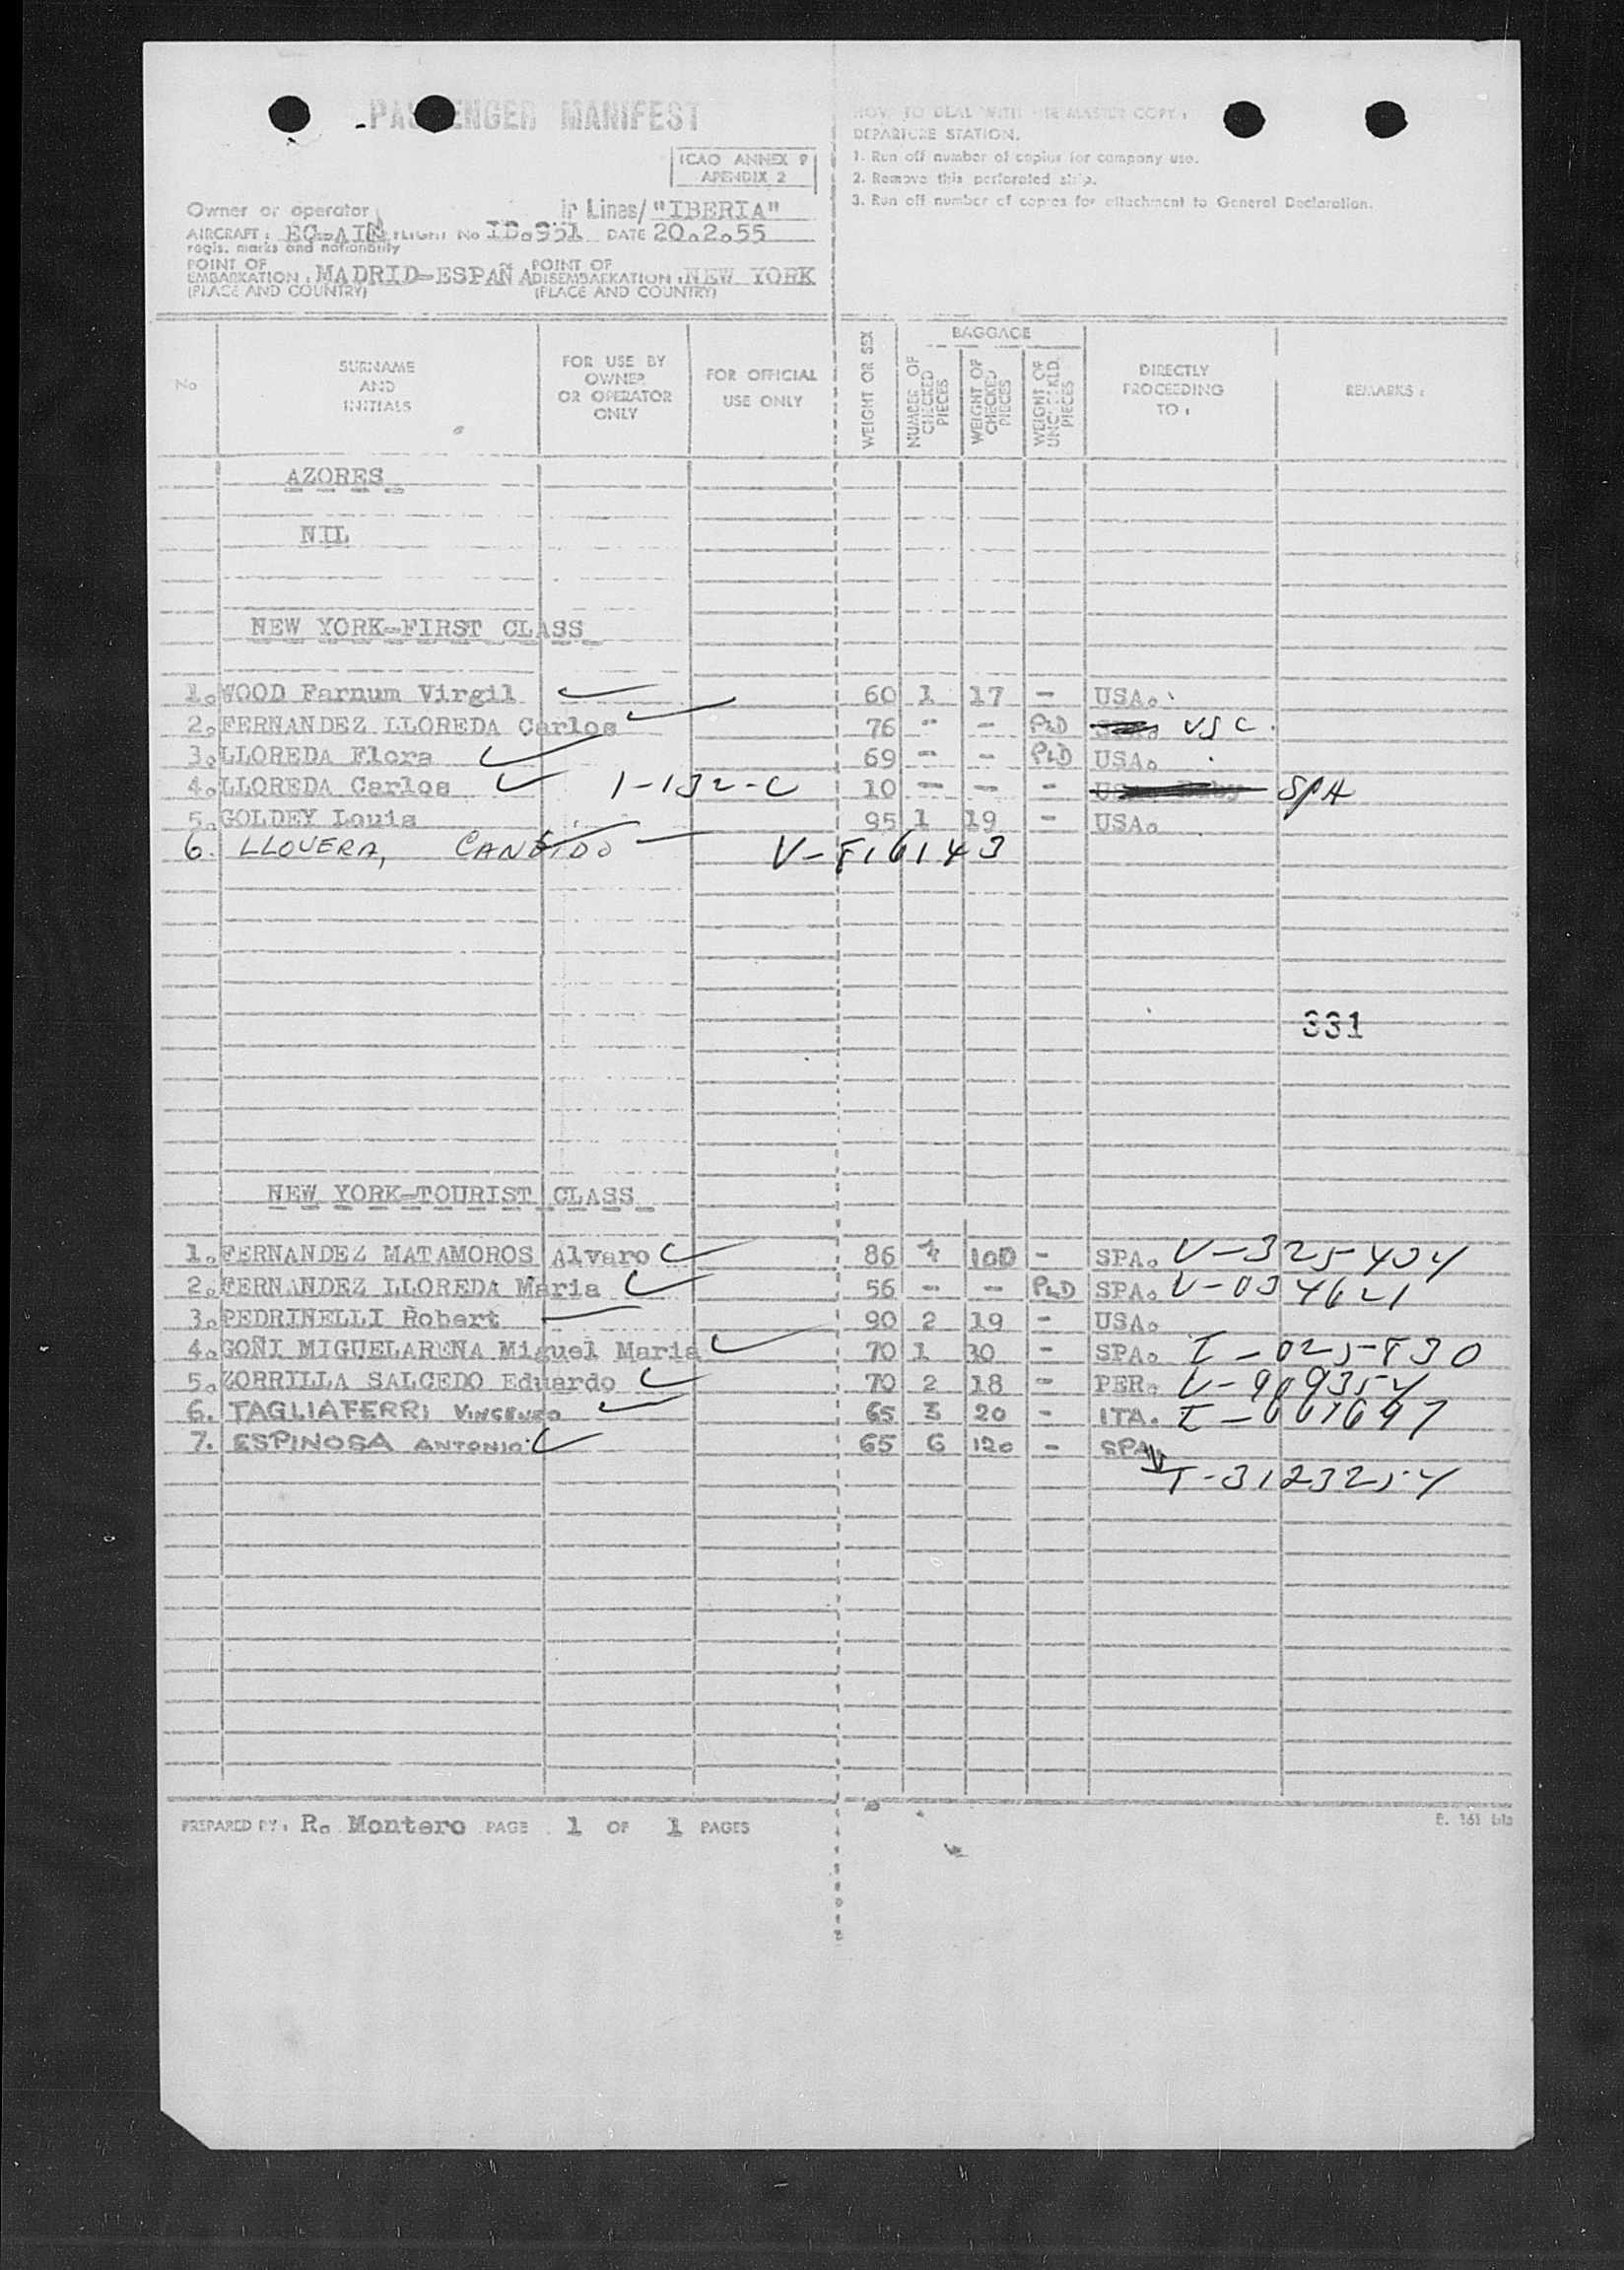 PASSENGER MANIFEST
ICAO ANNEX 9
APENDIX 2
Owner or operator Air Lines/ "IBERIA"
AIRCRAFT: EC-AIN FLIGHT No IB.951 DATE 20.2.55
regis. marks and nationality
POINT OF EMBARKATION: MADRID-ESPAÑA POINT OF DISEMBARKATION: NEW YORK
(PLACE AND COUNTRY) (PLACE AND COUNTRY)
HOW TO DEAL WITH THE MASTER COPY:
DEPARTURE STATION.
1. Run off number of copies for company use.
2. Remove this perforated strip.
3. Run off number of copies for attachment to General Declaration.
No
SURNAME AND INITIALS
FOR USE BY OWNER OR OPERATOR ONLY
FOR OFFICIAL USE ONLY
WEIGHT OR SEX
BAGGAGE
NUMBER OF CHECKED PIECES
WEIGHT OF CHECKED PIECES
WEIGHT OF UNCHECKED PIECES
DIRECTLY PROCEEDING TO:
REMARKS:
AZORES
NIL
NEW YORK-FIRST CLASS
1. WOOD Farnum Virgil 60 1 17 - USA.
2. FERNANDEZ LLOREDA Carlos 76 - - PLD USC.
3. LLOREDA Flora 69 - - PLD USA.
4. LLOREDA Carlos 1-132-C 10 - - - SPA
5. GOLDEY Louis 95 1 19 - USA.
6. LLOVERA, CANDIDO V-816143
331
NEW YORK-TOURIST CLASS
1. FERNANDEZ MATAMOROS Alvaro 86 100 - SPA. V-325404
2. FERNANDEZ LLOREDA Maria 56 - - PLD SPA. V-034621
3. PEDRINELLI Robert 90 2 19 - USA.
4. GOÑI MIGUELAREÑA Miguel Maria 70 1 30 - SPA. I-025-830
5. ZORRILLA SALCEDO Eduardo 70 2 18 - PER.
6. TAGLIAFERRI VINCENZO 65 3 20 - ITA.
7. ESPINOSA ANTONIO 65 6 120 - SPA
T-3123254
PREPARED BY: R. Montero PAGE 1 OF 1 PAGES
E. 161 bis